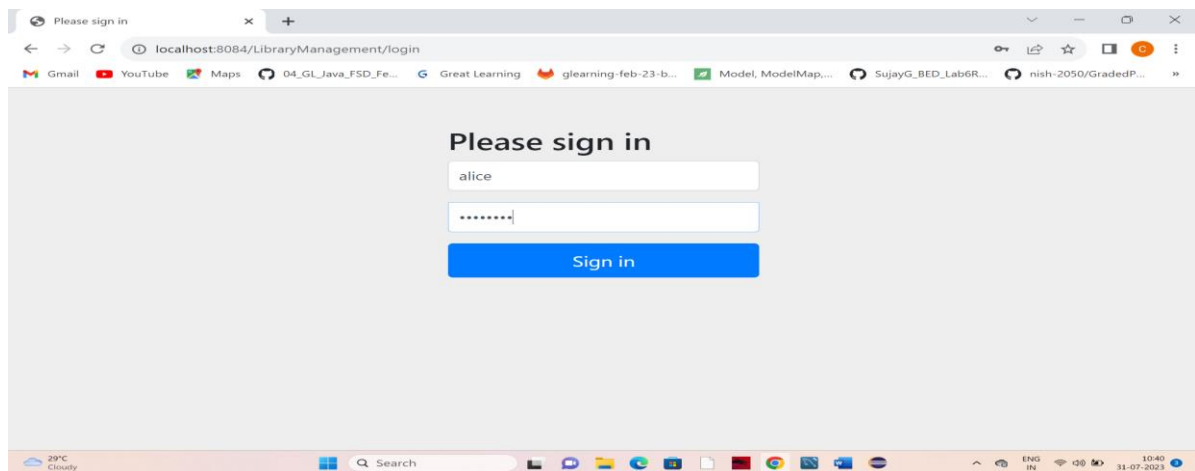 Please sign in
localhost:8084/LibraryManagement/login
C
Gmail YouTube Maps 04_GL_Java_FSD_Fe... G Great Learning glearning-feb-23-b... Model, ModelMap,... SujayG_BED_Lab6R... nish-2050/GradedP... »
Please sign in
alice
••••••••
Sign in
29°C
Cloudy
Search
ENG
IN
10:40
31-07-2023
3